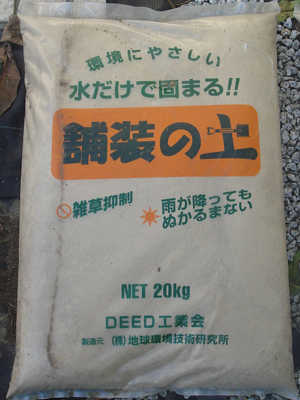 環境にやさしい
水だけで固まる!!
舗装の土
雑草抑制
雨が降っても
ぬかるまない
NET 20kg
DEED工業会
製造元 (株)地球環境技術研究所